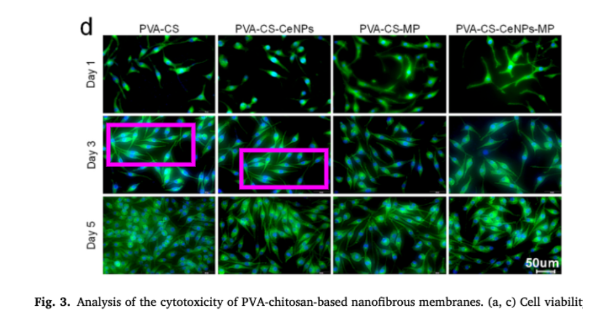 d
PVA-CS PVA-CS-CeNPs PVA-CS-MP PVA-CS-CeNPs-MP
Day 1
Day 3
Day 5
50um
Fig. 3. Analysis of the cytotoxicity of PVA-chitosan-based nanofibrous membranes. (a, c) Cell viabilit